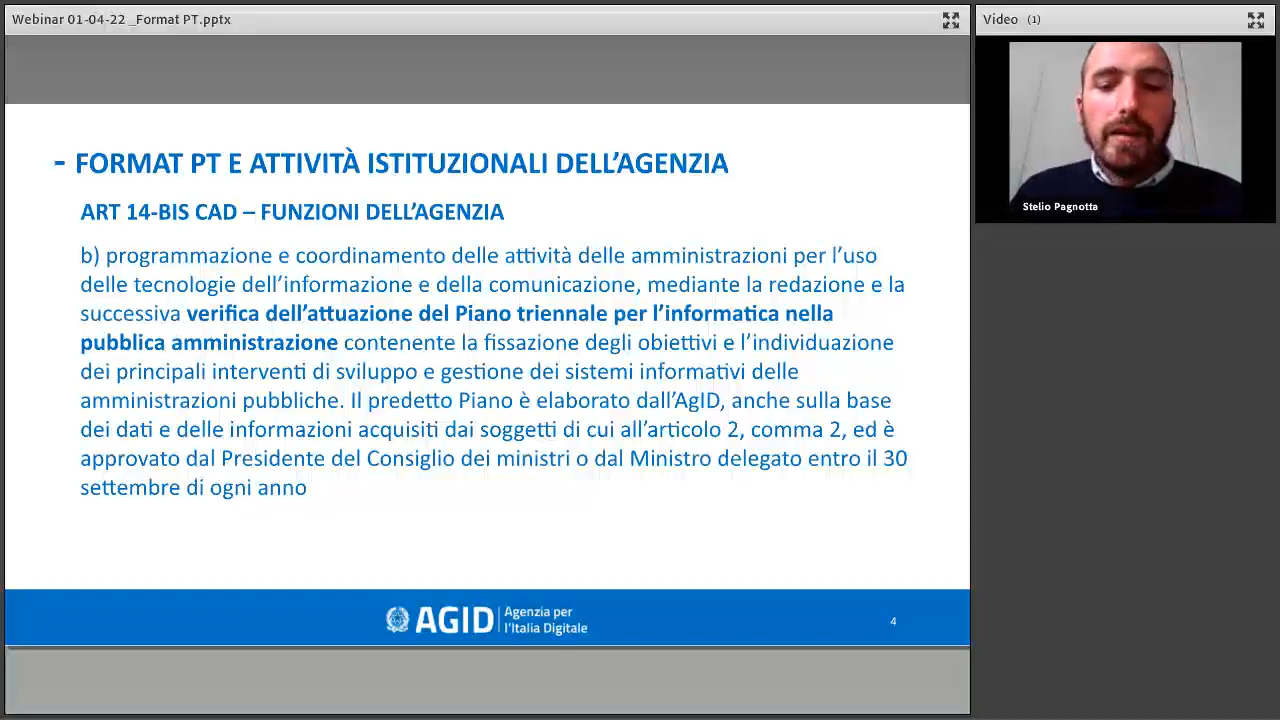 Webinar 01-04-22 _Format PT.pptx
Video (1)
Stelio Pagnotta
- FORMAT PT E ATTIVITÀ ISTITUZIONALI DELL’AGENZIA
ART 14-BIS CAD – FUNZIONI DELL’AGENZIA
b) programmazione e coordinamento delle attività delle amministrazioni per l’uso
delle tecnologie dell’informazione e della comunicazione, mediante la redazione e la
successiva verifica dell’attuazione del Piano triennale per l’informatica nella
pubblica amministrazione contenente la fissazione degli obiettivi e l’individuazione
dei principali interventi di sviluppo e gestione dei sistemi informativi delle
amministrazioni pubbliche. Il predetto Piano è elaborato dall’AgID, anche sulla base
dei dati e delle informazioni acquisiti dai soggetti di cui all’articolo 2, comma 2, ed è
approvato dal Presidente del Consiglio dei ministri o dal Ministro delegato entro il 30
settembre di ogni anno
AGID
Agenzia per
l’Italia Digitale
4